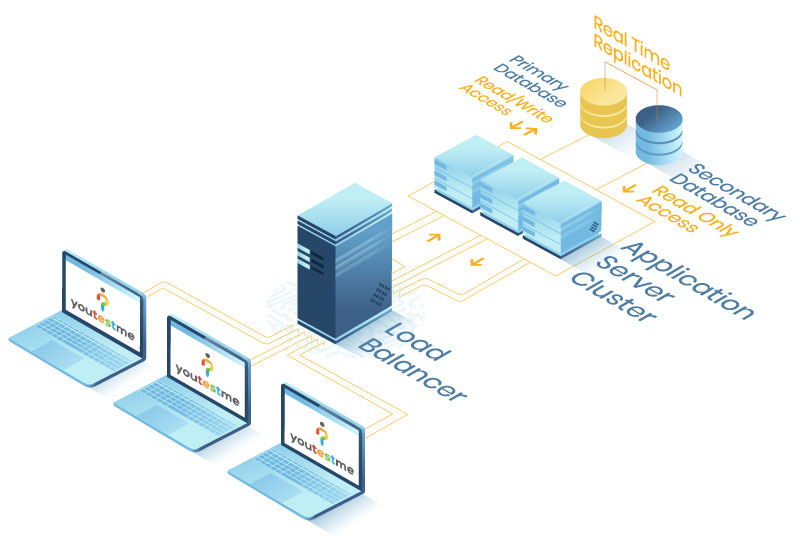 Real Time
Replication
Primary
Database
Read/Write
Access
Secondary
Database
Read Only
Access
Application
Server
Cluster
Load
Balancer
youtestme
youtestme
youtestme